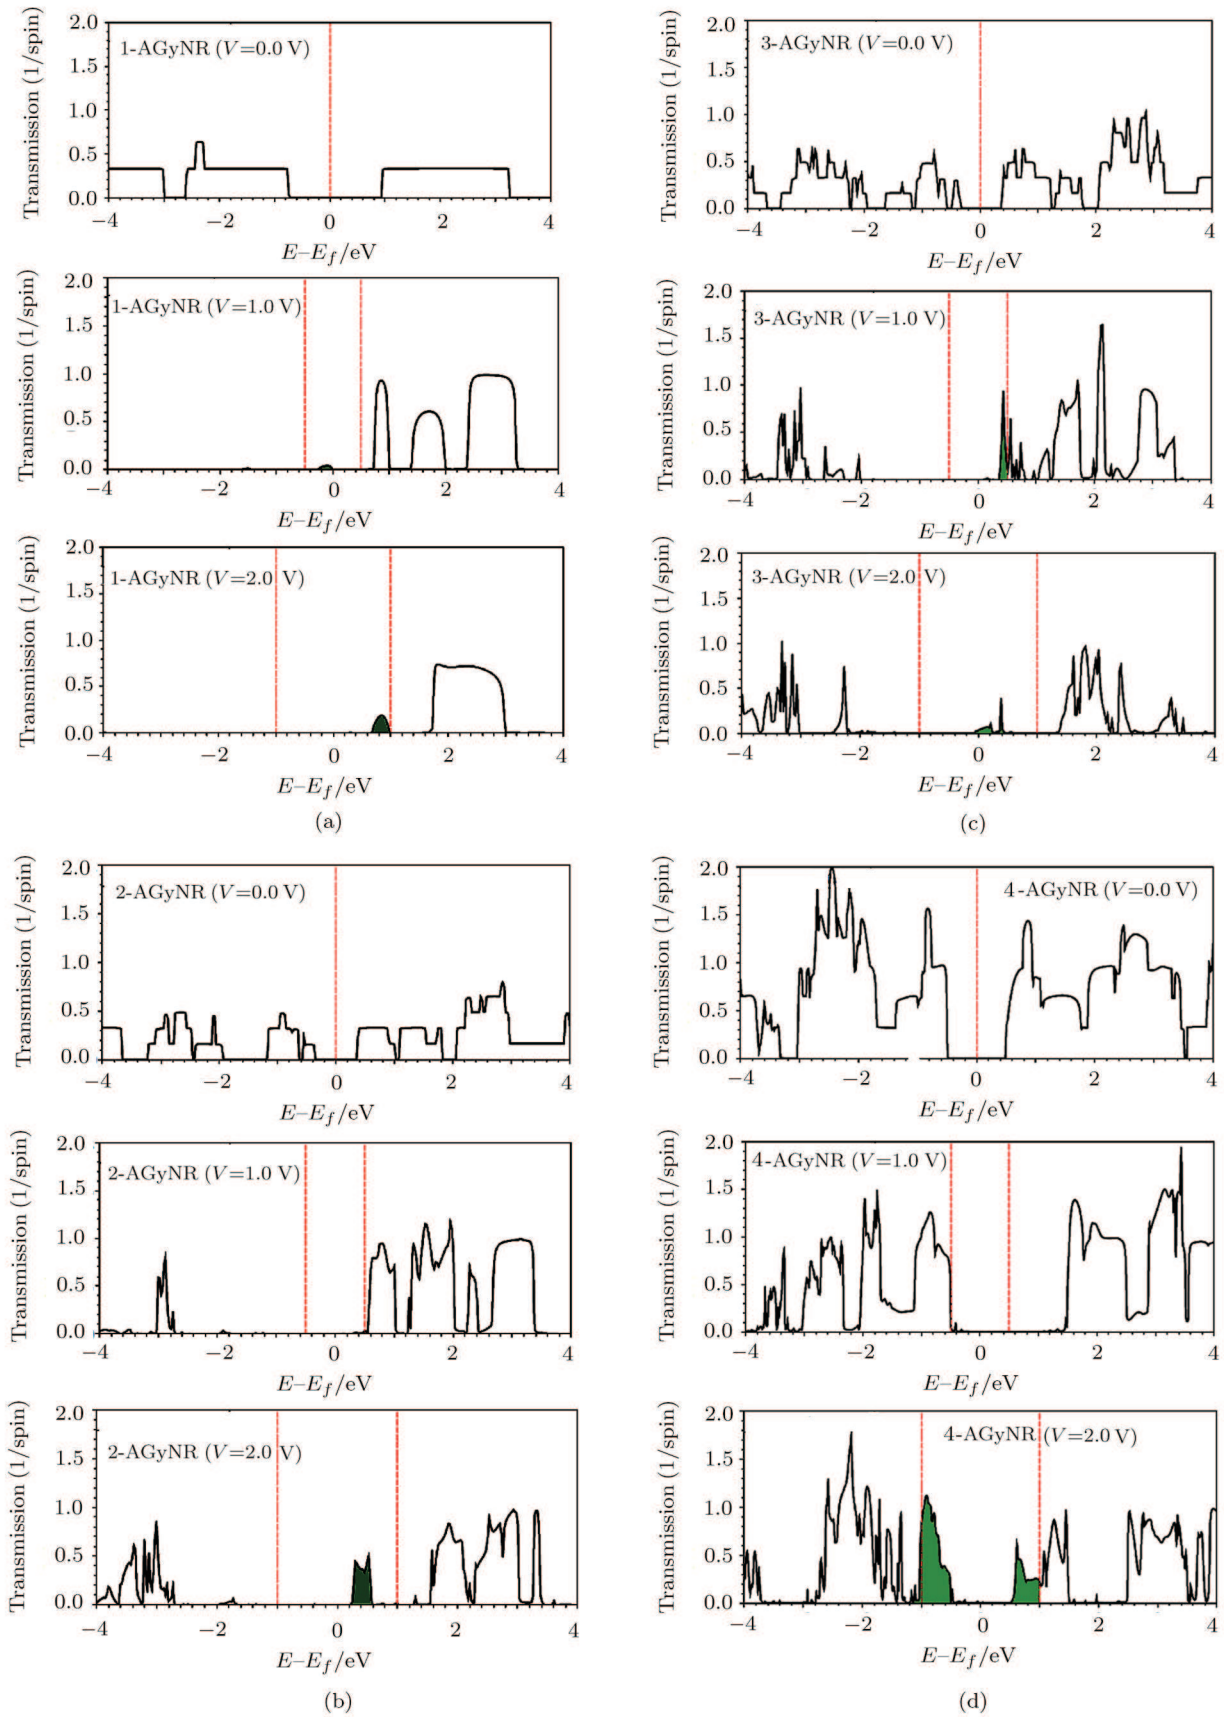 Transmission (1/spin)
2.0
1.5
1.0
0.5
0.0
1-AGyNR (V=0.0 V)
−4 −2 0 2 4
E–Ef/eV
Transmission (1/spin)
2.0
1.5
1.0
0.5
0.0
1-AGyNR (V=1.0 V)
−4 −2 0 2 4
E–Ef/eV
Transmission (1/spin)
2.0
1.5
1.0
0.5
0.0
1-AGyNR (V=2.0 V)
−4 −2 0 2 4
E–Ef/eV
(a)
Transmission (1/spin)
2.0
1.5
1.0
0.5
0.0
3-AGyNR (V=0.0 V)
−4 −2 0 2 4
E–Ef/eV
Transmission (1/spin)
2.0
1.5
1.0
0.5
0.0
3-AGyNR (V=1.0 V)
−4 −2 0 2 4
E–Ef/eV
Transmission (1/spin)
2.0
1.5
1.0
0.5
0.0
3-AGyNR (V=2.0 V)
−4 −2 0 2 4
E–Ef/eV
(c)
Transmission (1/spin)
2.0
1.5
1.0
0.5
0.0
2-AGyNR (V=0.0 V)
−4 −2 0 2 4
E–Ef/eV
Transmission (1/spin)
2.0
1.5
1.0
0.5
0.0
2-AGyNR (V=1.0 V)
−4 −2 0 2 4
E–Ef/eV
Transmission (1/spin)
2.0
1.5
1.0
0.5
0.0
2-AGyNR (V=2.0 V)
−4 −2 0 2 4
E–Ef/eV
(b)
Transmission (1/spin)
2.0
1.5
1.0
0.5
0.0
4-AGyNR (V=0.0 V)
−4 −2 0 2 4
E–Ef/eV
Transmission (1/spin)
2.0
1.5
1.0
0.5
0.0
4-AGyNR (V=1.0 V)
−4 −2 0 2 4
E–Ef/eV
Transmission (1/spin)
2.0
1.5
1.0
0.5
0.0
4-AGyNR (V=2.0 V)
−4 −2 0 2 4
E–Ef/eV
(d)